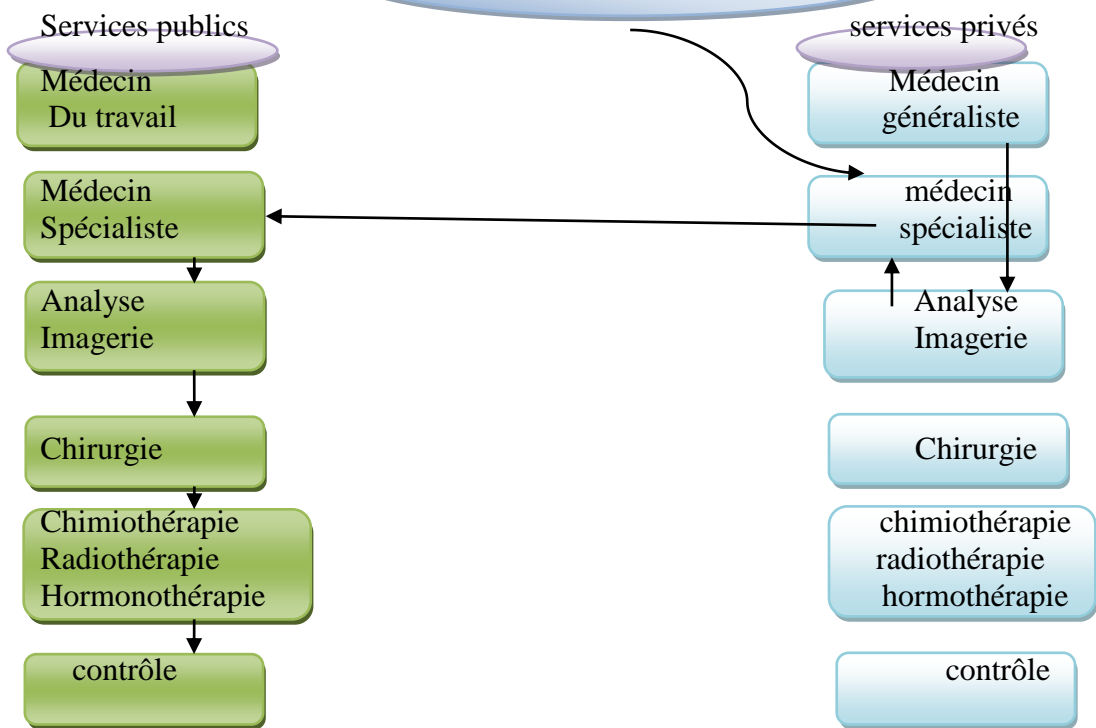 Services publics
Médecin
Du travail
Médecin
Spécialiste
Analyse
Imagerie
Chirurgie
Chimiothérapie
Radiothérapie
Hormonothérapie
contrôle
services privés
Médecin
généraliste
médecin
spécialiste
Analyse
Imagerie
Chirurgie
chimiothérapie
radiothérapie
hormothérapie
contrôle